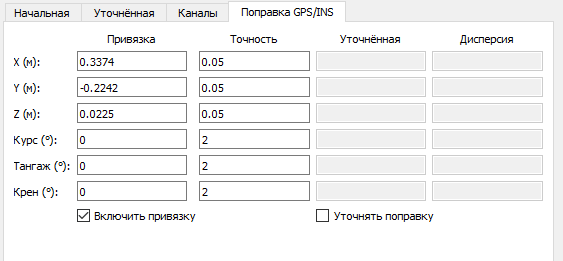 Начальная Уточнённая Каналы Поправка GPS/INS
Привязка Точность Уточнённая Дисперсия
X (м): 0.3374 0.05
Y (м): -0.2242 0.05
Z (м): 0.0225 0.05
Курс (°): 0 2
Тангаж (°): 0 2
Крен (°): 0 2
Включить привязку Уточнять поправку